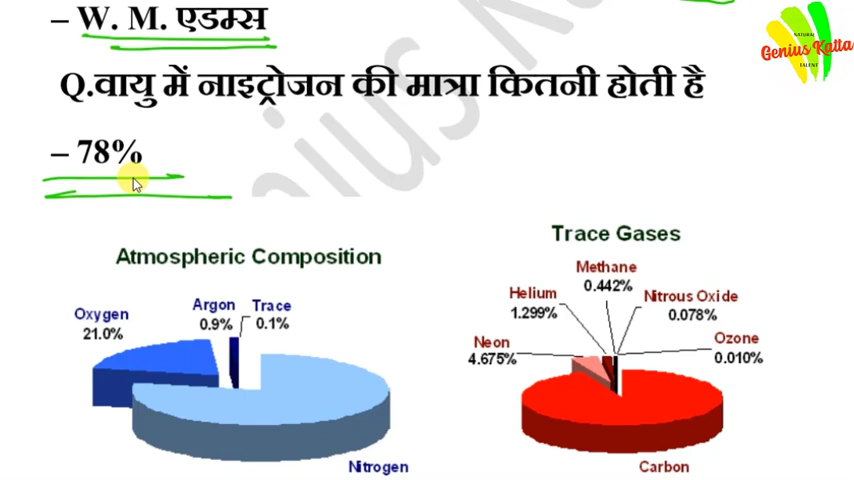 – W. M. एडम्स
NATURAL
Genius Katta
TALENT
Q.वायु में नाइट्रोजन की मात्रा कितनी होती है
– 78%
Atmospheric Composition
Oxygen
21.0%
Argon
0.9%
Trace
0.1%
Nitrogen
Trace Gases
Methane
0.442%
Helium
1.299%
Nitrous Oxide
0.078%
Neon
4.675%
Ozone
0.010%
Carbon